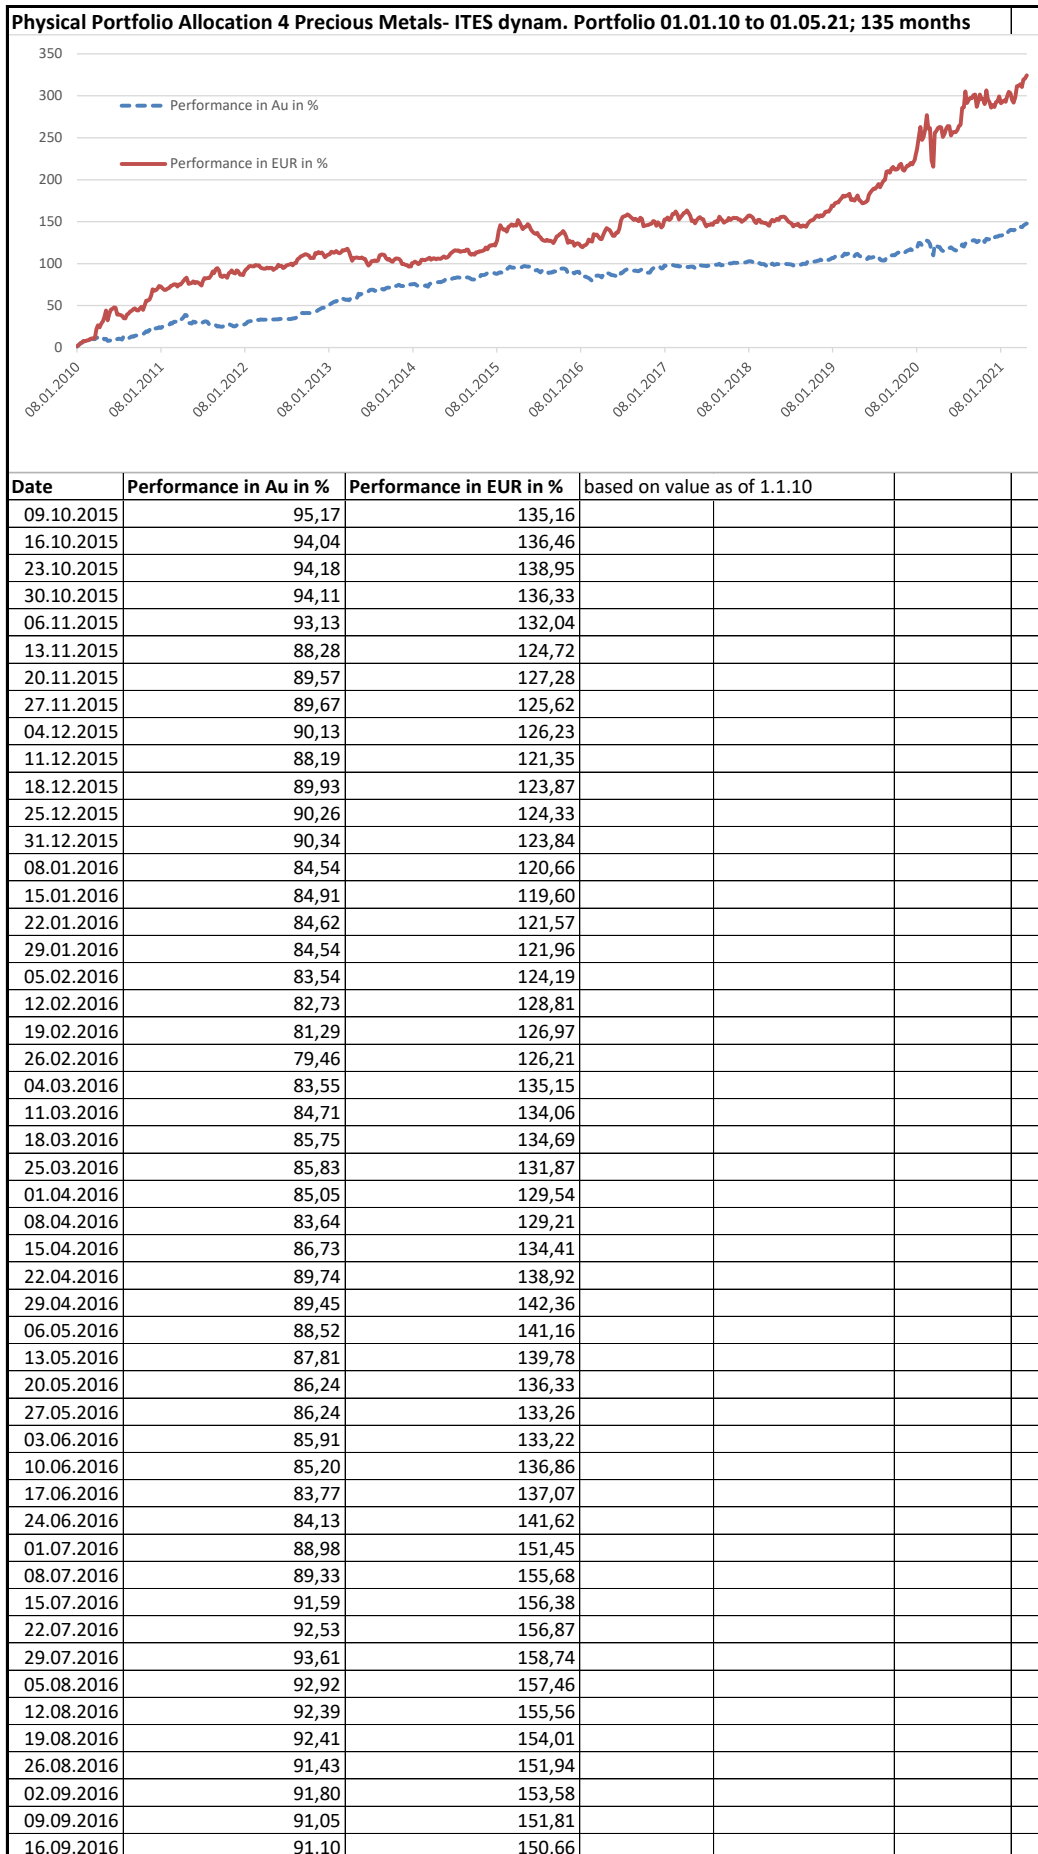 Physical Portfolio Allocation 4 Precious Metals- ITES dynam. Portfolio 01.01.10 to 01.05.21; 135 months
350
300
250
200
150
100
50
0
Performance in Au in %
Performance in EUR in %
08.01.2010 08.01.2011 08.01.2012 08.01.2013 08.01.2014 08.01.2015 08.01.2016 08.01.2017 08.01.2018 08.01.2019 08.01.2020 08.01.2021
Date Performance in Au in % Performance in EUR in % based on value as of 1.1.10
09.10.2015 95,17 135,16
16.10.2015 94,04 136,46
23.10.2015 94,18 138,95
30.10.2015 94,11 136,33
06.11.2015 93,13 132,04
13.11.2015 88,28 124,72
20.11.2015 89,57 127,28
27.11.2015 89,67 125,62
04.12.2015 90,13 126,23
11.12.2015 88,19 121,35
18.12.2015 89,93 123,87
25.12.2015 90,26 124,33
31.12.2015 90,34 123,84
08.01.2016 84,54 120,66
15.01.2016 84,91 119,60
22.01.2016 84,62 121,57
29.01.2016 84,54 121,96
05.02.2016 83,54 124,19
12.02.2016 82,73 128,81
19.02.2016 81,29 126,97
26.02.2016 79,46 126,21
04.03.2016 83,55 135,15
11.03.2016 84,71 134,06
18.03.2016 85,75 134,69
25.03.2016 85,83 131,87
01.04.2016 85,05 129,54
08.04.2016 83,64 129,21
15.04.2016 86,73 134,41
22.04.2016 89,74 138,92
29.04.2016 89,45 142,36
06.05.2016 88,52 141,16
13.05.2016 87,81 139,78
20.05.2016 86,24 136,33
27.05.2016 86,24 133,26
03.06.2016 85,91 133,22
10.06.2016 85,20 136,86
17.06.2016 83,77 137,07
24.06.2016 84,13 141,62
01.07.2016 88,98 151,45
08.07.2016 89,33 155,68
15.07.2016 91,59 156,38
22.07.2016 92,53 156,87
29.07.2016 93,61 158,74
05.08.2016 92,92 157,46
12.08.2016 92,39 155,56
19.08.2016 92,41 154,01
26.08.2016 91,43 151,94
02.09.2016 91,80 153,58
09.09.2016 91,05 151,81
16.09.2016 91,10 150,66